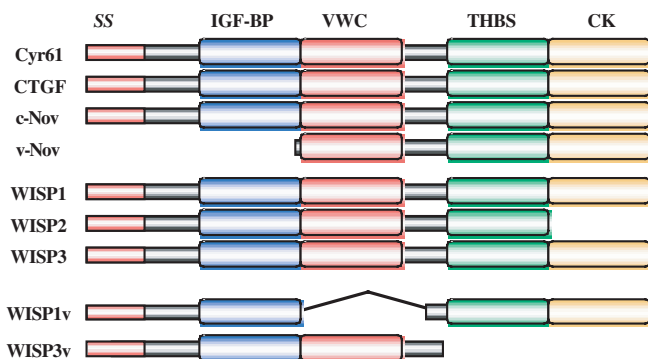 SS IGF-BP VWC THBS CK
Cyr61
CTGF
c-Nov
v-Nov
WISP1
WISP2
WISP3
WISP1v
WISP3v